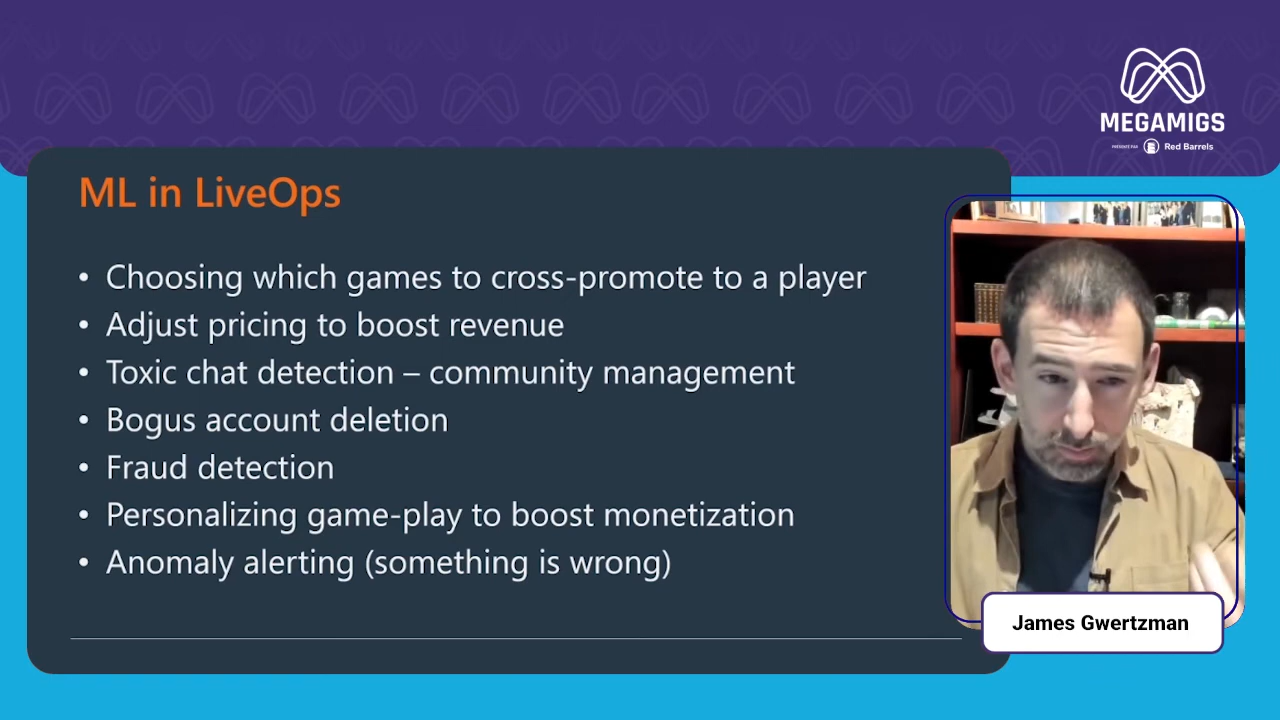 MEGAMIGS
PRÉSENTÉ PAR Red Barrels
ML in LiveOps
• Choosing which games to cross-promote to a player
• Adjust pricing to boost revenue
• Toxic chat detection – community management
• Bogus account deletion
• Fraud detection
• Personalizing game-play to boost monetization
• Anomaly alerting (something is wrong)
James Gwertzman